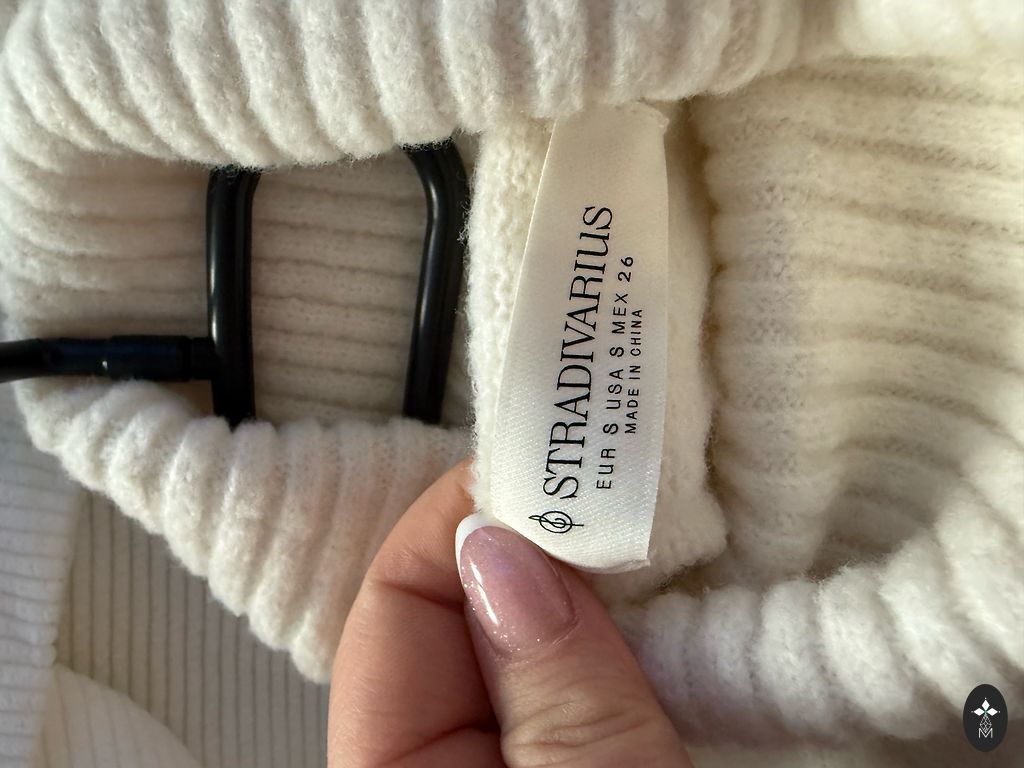 STRADIVARIUS
EUR S USA S MEX 26
MADE IN CHINA
M